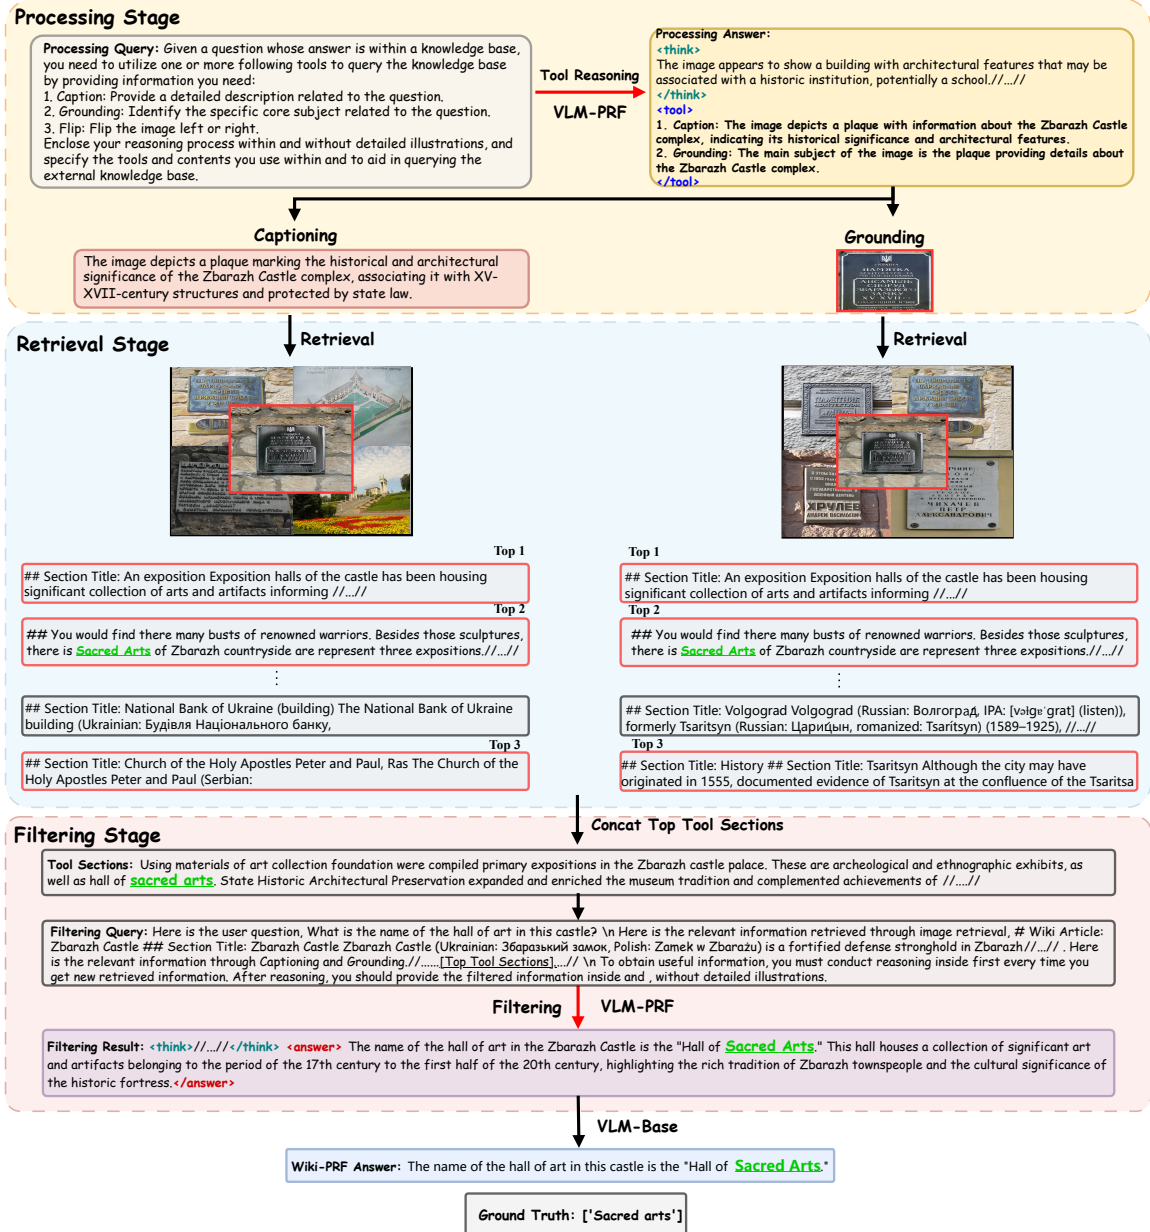 Processing Stage
Processing Query: Given a question whose answer is within a knowledge base,
you need to utilize one or more following tools to query the knowledge base
by providing information you need:
1. Caption: Provide a detailed description related to the question.
2. Grounding: Identify the specific core subject related to the question.
3. Flip: Flip the image left or right.
Enclose your reasoning process within and without detailed illustrations, and
specify the tools and contents you use within and to aid in querying the
external knowledge base.
Tool Reasoning
VLM-PRF
Processing Answer:
<think>
The image appears to show a building with architectural features that may be
associated with a historic institution, potentially a school.//...//
</think>
<tool>
1. Caption: The image depicts a plaque with information about the Zbarazh Castle
complex, indicating its historical significance and architectural features.
2. Grounding: The main subject of the image is the plaque providing details about
the Zbarazh Castle complex.
</tool>
Captioning
The image depicts a plaque marking the historical and architectural
significance of the Zbarazh Castle complex, associating it with XV-
XVII-century structures and protected by state law.
Grounding
ПАМЯТКА
АНСАМБЛЬ
СПОРУД
ЗБАРАЗЬКОГО
ЗАМКУ
Retrieval Stage
Retrieval
Retrieval
ПАМЯТНИК
ХРУЛЕВ
ЧИХАЧЕВ
ПЕТР
АЛЕКСАНДРОВИЧ
Top 1
## Section Title: An exposition Exposition halls of the castle has been housing
significant collection of arts and artifacts informing //...//
Top 2
## You would find there many busts of renowned warriors. Besides those sculptures,
there is Sacred Arts of Zbarazh countryside are represent three expositions.//...//
⋮
## Section Title: National Bank of Ukraine (building) The National Bank of Ukraine
building (Ukrainian: Будівля Національного банку,
Top 3
## Section Title: Church of the Holy Apostles Peter and Paul, Ras The Church of the
Holy Apostles Peter and Paul (Serbian:
Top 1
## Section Title: An exposition Exposition halls of the castle has been housing
significant collection of arts and artifacts informing //...//
Top 2
## You would find there many busts of renowned warriors. Besides those sculptures,
there is Sacred Arts of Zbarazh countryside are represent three expositions.//...//
⋮
## Section Title: Volgograd Volgograd (Russian: Волгоград, IPA: [vəlɡɐˈɡrat] (listen)),
formerly Tsaritsyn (Russian: Царицын, romanized: Tsarítsyn) (1589–1925), //...//
Top 3
## Section Title: History ## Section Title: Tsaritsyn Although the city may have
originated in 1555, documented evidence of Tsaritsyn at the confluence of the Tsaritsa
Concat Top Tool Sections
Filtering Stage
Tool Sections: Using materials of art collection foundation were compiled primary expositions in the Zbarazh castle palace. These are archeological and ethnographic exhibits, as
well as hall of sacred arts. State Historic Architectural Preservation expanded and enriched the museum tradition and complemented achievements of //....//
Filtering Query: Here is the user question, What is the name of the hall of art in this castle? \n Here is the relevant information retrieved through image retrieval, # Wiki Article:
Zbarazh Castle ## Section Title: Zbarazh Castle Zbarazh Castle (Ukrainian: Збаразький замок, Polish: Zamek w Zbarażu) is a fortified defense stronghold in Zbarazh//...// . Here
is the relevant information through Captioning and Grounding.//......[Top Tool Sections]....// \n To obtain useful information, you must conduct reasoning inside first every time you
get new retrieved information. After reasoning, you should provide the filtered information inside and , without detailed illustrations.
Filtering
VLM-PRF
Filtering Result: <think>//...//</think> <answer> The name of the hall of art in the Zbarazh Castle is the "Hall of Sacred Arts." This hall houses a collection of significant art
and artifacts belonging to the period of the 17th century to the first half of the 20th century, highlighting the rich tradition of Zbarazh townspeople and the cultural significance of
the historic fortress.</answer>
VLM-Base
Wiki-PRF Answer: The name of the hall of art in this castle is the "Hall of Sacred Arts."
Ground Truth: ['Sacred arts']